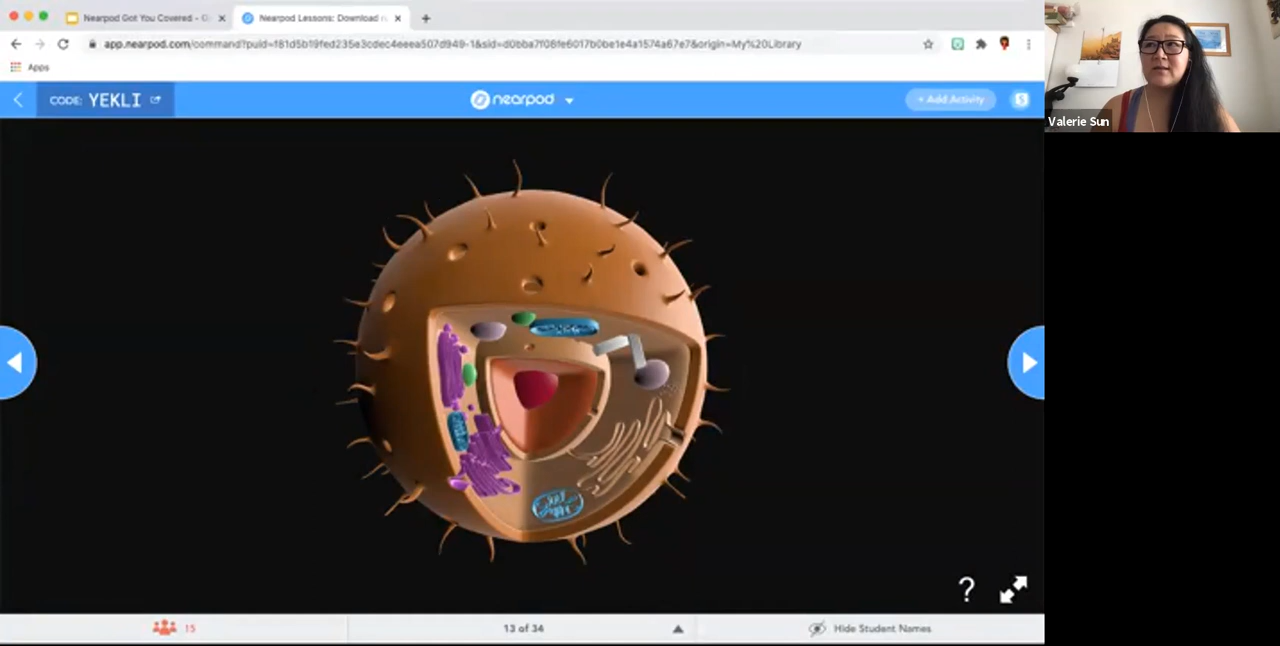 Nearpod Got You Covered - G
Nearpod Lessons: Download r
app.nearpod.com/command?puid=f81d5b19fed235e3cdec4eeea507d949-1&sid=d0bba7f08fe6017b0be1e4a1574a67e7&origin=My%20Library
Apps
CODE: YEKLI
nearpod
+ Add Activity
Valerie Sun
?
15
13 of 34
Hide Student Names